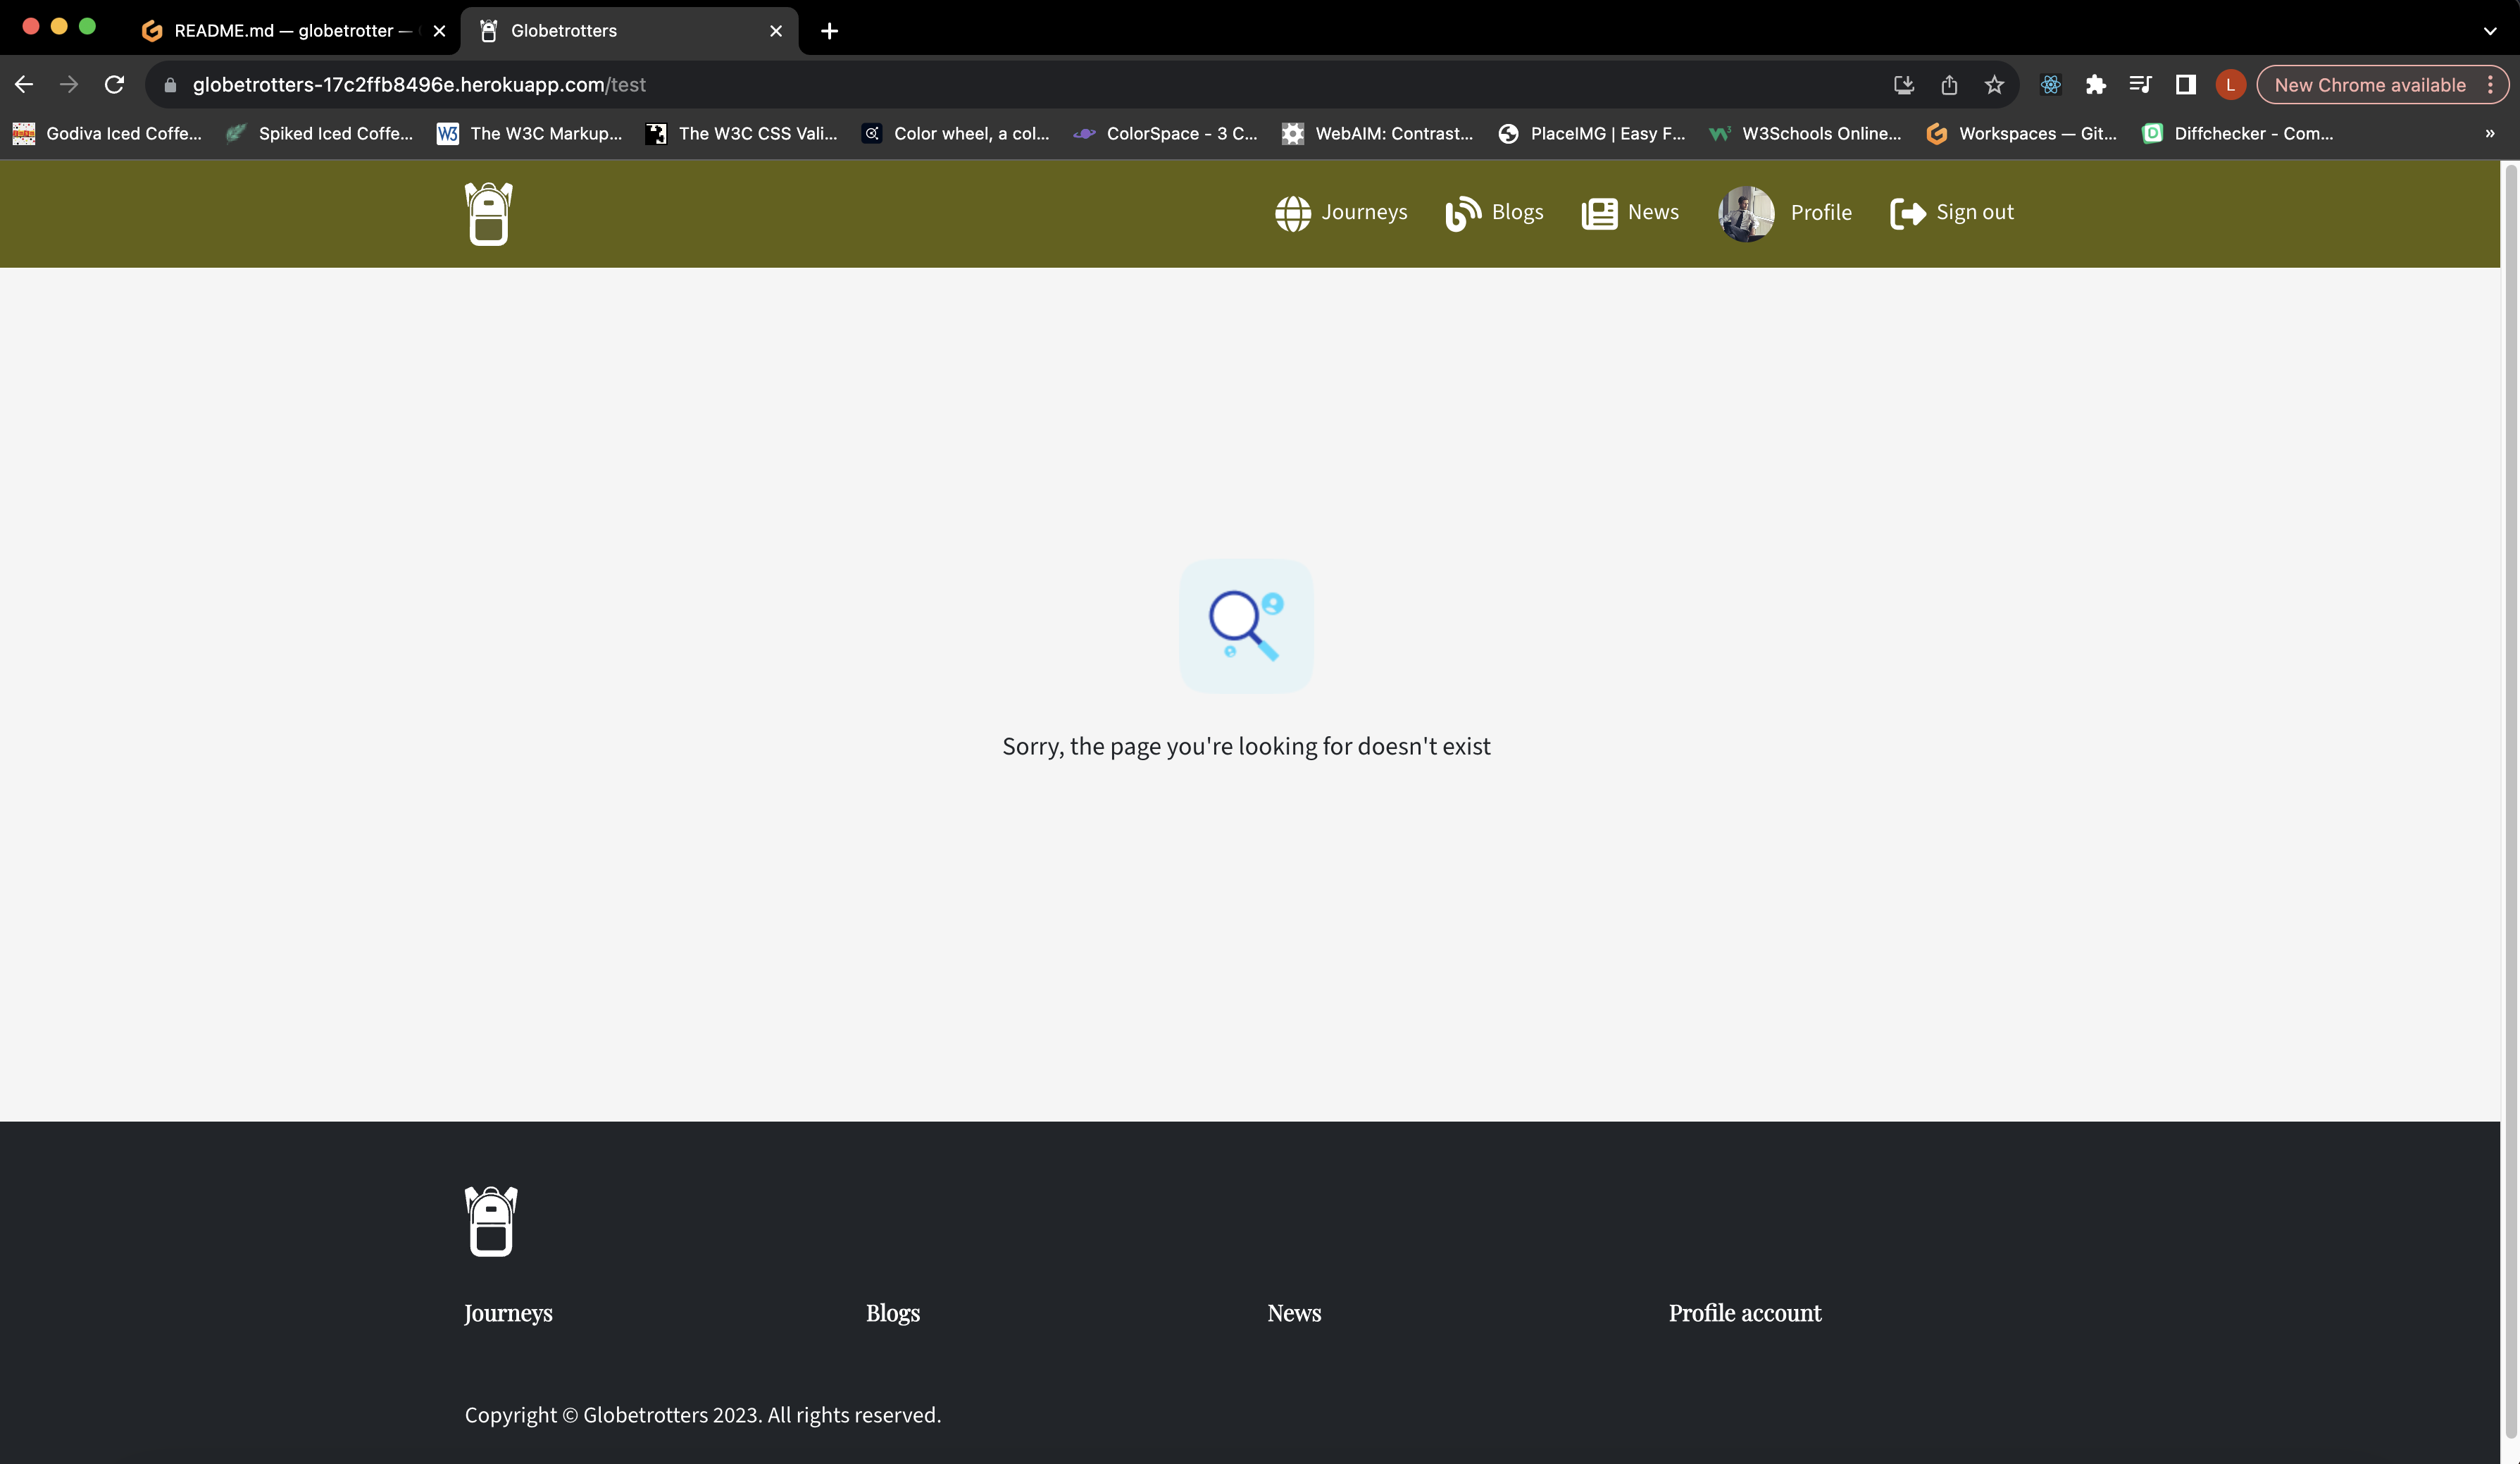 README.md — globetrotter —
Globetrotters
globetrotters-17c2ffb8496e.herokuapp.com/test
L
New Chrome available
Godiva Iced Coffe...
Spiked Iced Coffe...
W3 The W3C Markup...
The W3C CSS Vali...
Color wheel, a col...
ColorSpace - 3 C...
WebAIM: Contrast...
PlaceIMG | Easy F...
W3Schools Online...
Workspaces — Git...
Diffchecker - Com...
»
Journeys
Blogs
News
Profile
Sign out
Sorry, the page you're looking for doesn't exist
Journeys
Blogs
News
Profile account
Copyright © Globetrotters 2023. All rights reserved.